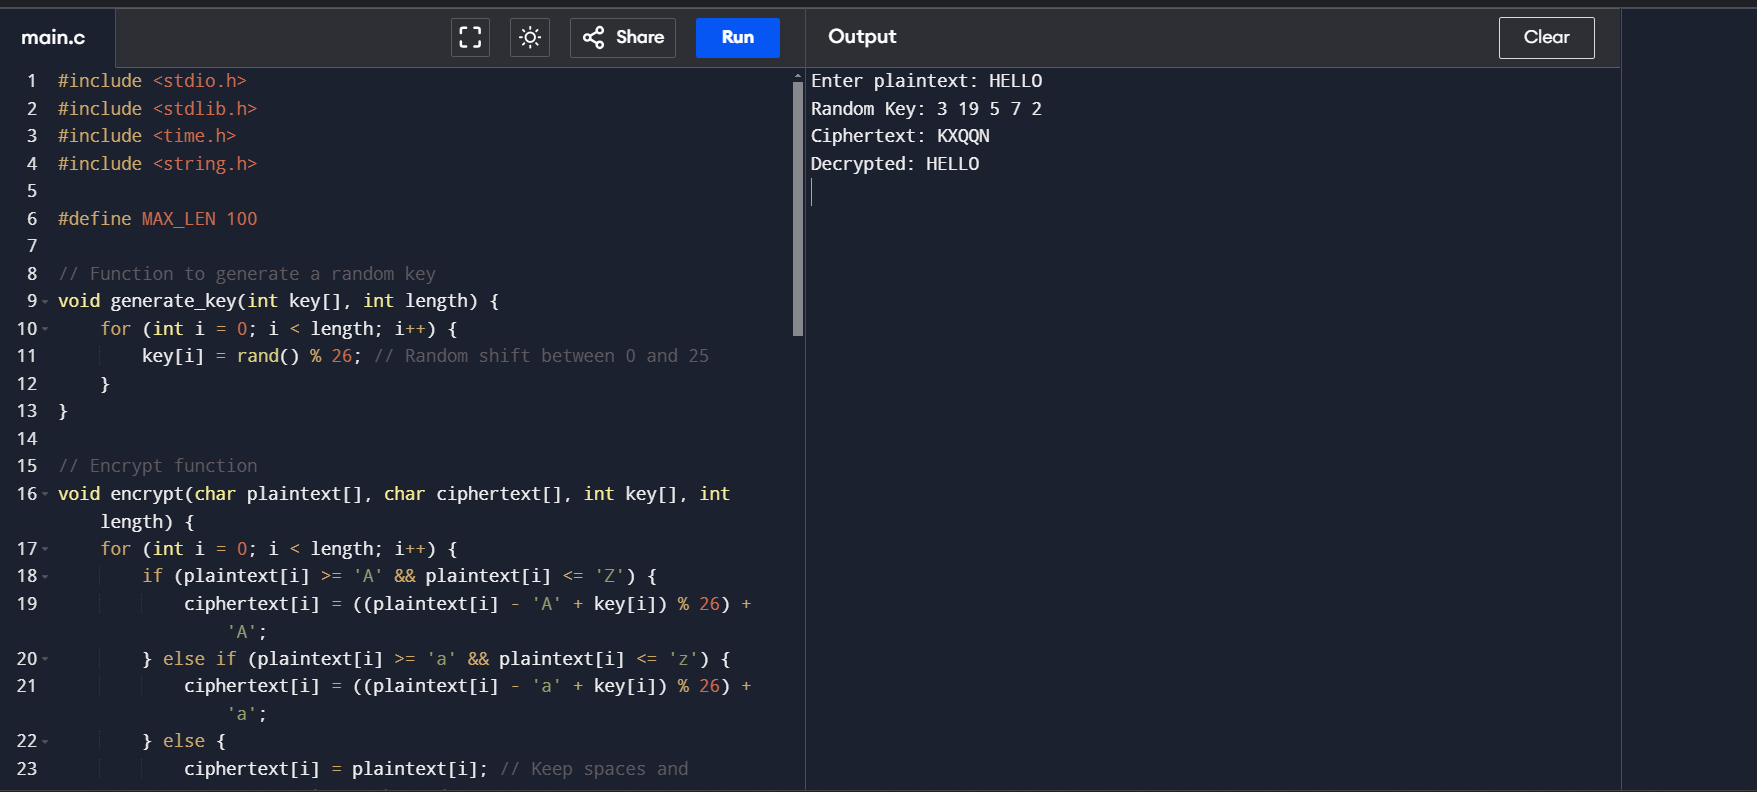 main.c
Share
Run
Output
Clear
1 #include <stdio.h>
2 #include <stdlib.h>
3 #include <time.h>
4 #include <string.h>
5
6 #define MAX_LEN 100
7
8 // Function to generate a random key
9 void generate_key(int key[], int length) {
10 for (int i = 0; i < length; i++) {
11 key[i] = rand() % 26; // Random shift between 0 and 25
12 }
13 }
14
15 // Encrypt function
16 void encrypt(char plaintext[], char ciphertext[], int key[], int
length) {
17 for (int i = 0; i < length; i++) {
18 if (plaintext[i] >= 'A' && plaintext[i] <= 'Z') {
19 ciphertext[i] = ((plaintext[i] - 'A' + key[i]) % 26) +
'A';
20 } else if (plaintext[i] >= 'a' && plaintext[i] <= 'z') {
21 ciphertext[i] = ((plaintext[i] - 'a' + key[i]) % 26) +
'a';
22 } else {
23 ciphertext[i] = plaintext[i]; // Keep spaces and
Enter plaintext: HELLO
Random Key: 3 19 5 7 2
Ciphertext: KXQQN
Decrypted: HELLO